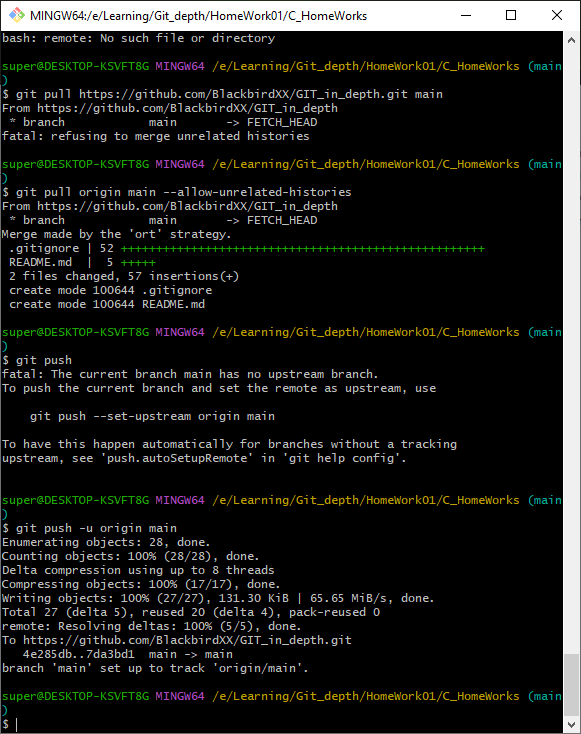 MINGW64:/e/Learning/Git_depth/HomeWork01/C_HomeWorks
bash: remote: No such file or directory
super@DESKTOP-KSVFT8G MINGW64 /e/Learning/Git_depth/HomeWork01/C_HomeWorks (main
)
$ git pull https://github.com/BlackbirdXX/GIT_in_depth.git main
From https://github.com/BlackbirdXX/GIT_in_depth
 * branch            main       -> FETCH_HEAD
fatal: refusing to merge unrelated histories
super@DESKTOP-KSVFT8G MINGW64 /e/Learning/Git_depth/HomeWork01/C_HomeWorks (main
)
$ git pull origin main --allow-unrelated-histories
From https://github.com/BlackbirdXX/GIT_in_depth
 * branch            main       -> FETCH_HEAD
Merge made by the 'ort' strategy.
 .gitignore | 52 ++++++++++++++++++++++++++++++++++++++++++++++++++++
 README.md  |  5 +++++
 2 files changed, 57 insertions(+)
 create mode 100644 .gitignore
 create mode 100644 README.md
super@DESKTOP-KSVFT8G MINGW64 /e/Learning/Git_depth/HomeWork01/C_HomeWorks (main
)
$ git push
fatal: The current branch main has no upstream branch.
To push the current branch and set the remote as upstream, use
    git push --set-upstream origin main
To have this happen automatically for branches without a tracking
upstream, see 'push.autoSetupRemote' in 'git help config'.
super@DESKTOP-KSVFT8G MINGW64 /e/Learning/Git_depth/HomeWork01/C_HomeWorks (main
)
$ git push -u origin main
Enumerating objects: 28, done.
Counting objects: 100% (28/28), done.
Delta compression using up to 8 threads
Compressing objects: 100% (17/17), done.
Writing objects: 100% (27/27), 131.30 KiB | 65.65 MiB/s, done.
Total 27 (delta 5), reused 20 (delta 4), pack-reused 0
remote: Resolving deltas: 100% (5/5), done.
To https://github.com/BlackbirdXX/GIT_in_depth.git
   4e285db..7da3bd1  main -> main
branch 'main' set up to track 'origin/main'.
super@DESKTOP-KSVFT8G MINGW64 /e/Learning/Git_depth/HomeWork01/C_HomeWorks (main
)
$